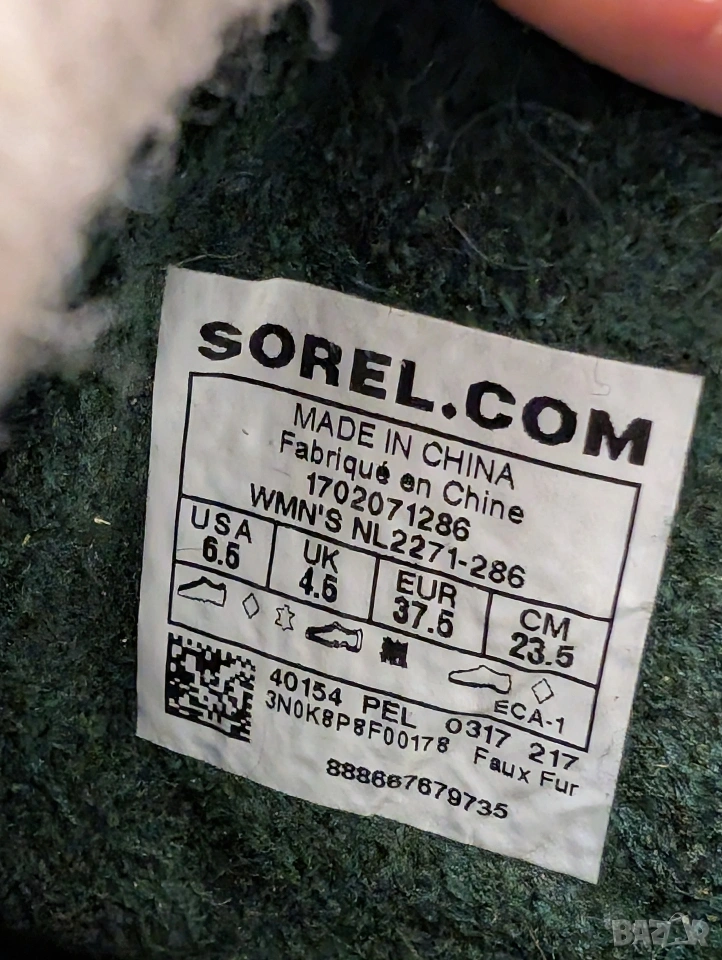 SOREL.COM
MADE IN CHINA
Fabriqué en Chine
1702071286
WMN'S NL2271-286
USA UK EUR CM
6.5 4.5 37.5 23.5
ECA-1
40154 PEL 0317 217
3N0K8P8F00178 Faux Fur
888667679735
BAZAR